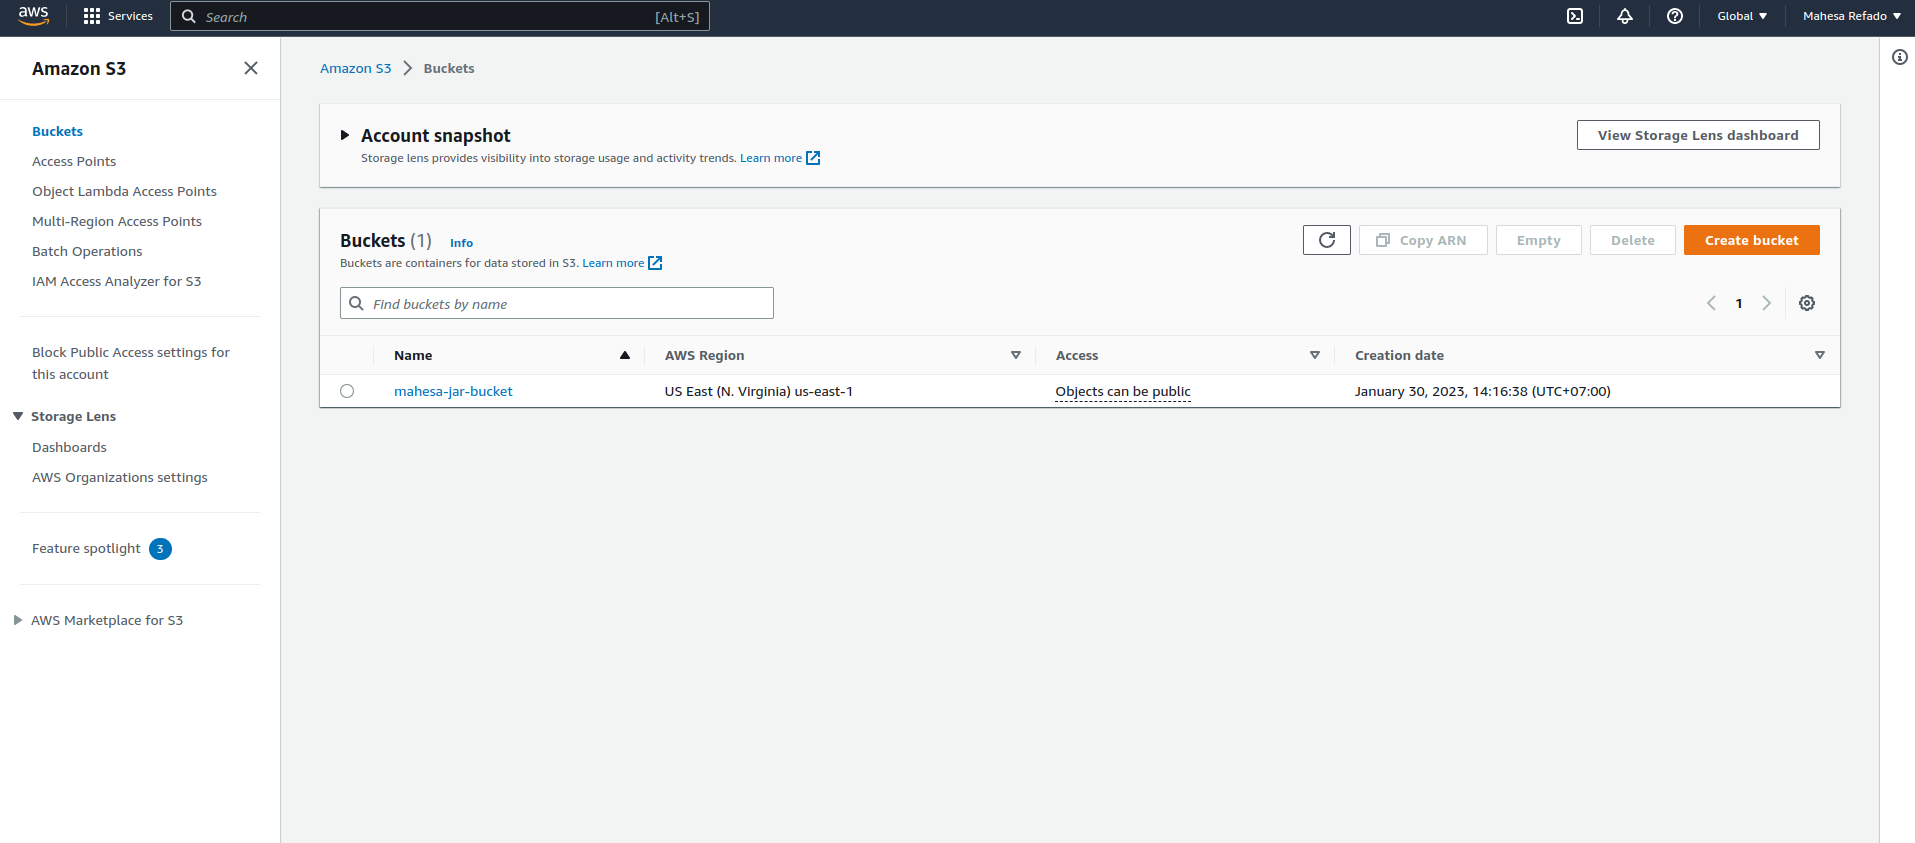 aws
Services
Search
[Alt+S]
Global
Mahesa Refado
Amazon S3
Buckets
Access Points
Object Lambda Access Points
Multi-Region Access Points
Batch Operations
IAM Access Analyzer for S3
Block Public Access settings for
this account
Storage Lens
Dashboards
AWS Organizations settings
Feature spotlight 3
AWS Marketplace for S3
Amazon S3 Buckets
Account snapshot
View Storage Lens dashboard
Storage lens provides visibility into storage usage and activity trends. Learn more
Buckets (1) Info
Copy ARN
Empty
Delete
Create bucket
Buckets are containers for data stored in S3. Learn more
Find buckets by name
1
Name AWS Region Access Creation date
mahesa-jar-bucket US East (N. Virginia) us-east-1 Objects can be public January 30, 2023, 14:16:38 (UTC+07:00)